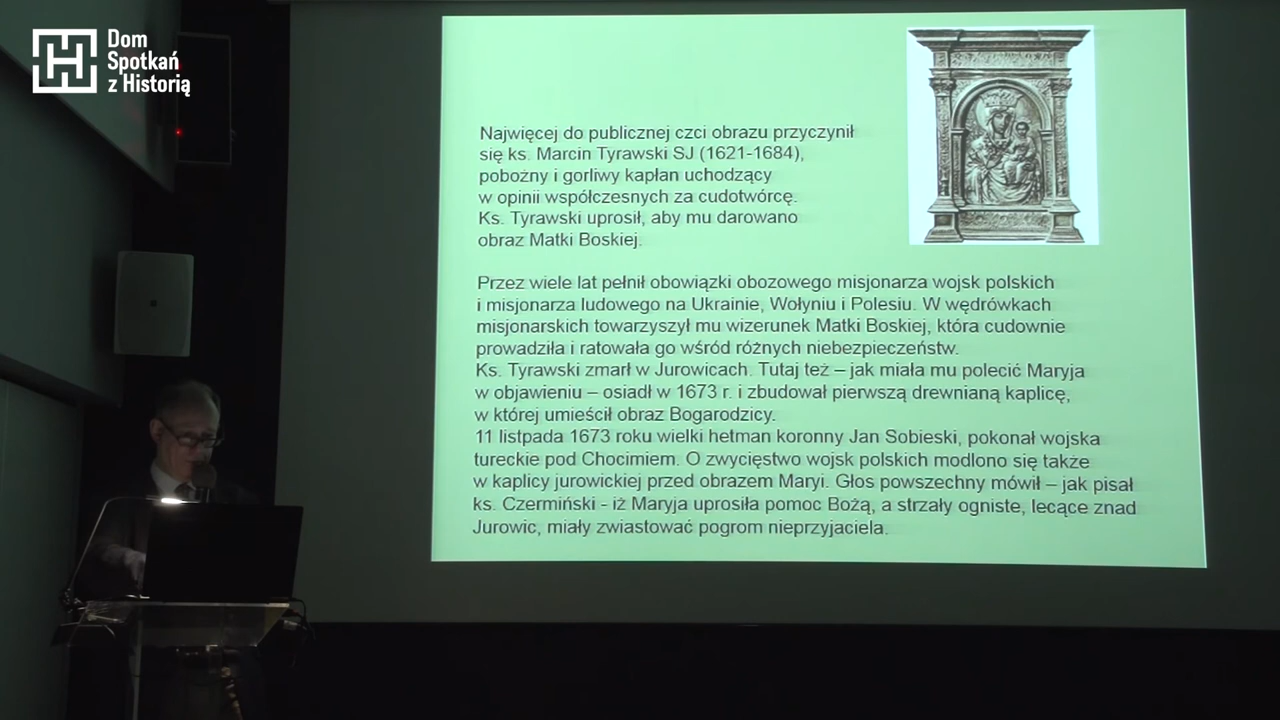 Dom
Spotkań
z Historią
Najwięcej do publicznej czci obrazu przyczynił
się ks. Marcin Tyrawski SJ (1621-1684),
pobożny i gorliwy kapłan uchodzący
w opinii współczesnych za cudotwórcę.
Ks. Tyrawski uprosił, aby mu darowano
obraz Matki Boskiej.
Przez wiele lat pełnił obowiązki obozowego misjonarza wojsk polskich
i misjonarza ludowego na Ukrainie, Wołyniu i Polesiu. W wędrówkach
misjonarskich towarzyszył mu wizerunek Matki Boskiej, która cudownie
prowadziła i ratowała go wśród różnych niebezpieczeństw.
Ks. Tyrawski zmarł w Jurowicach. Tutaj też – jak miała mu polecić Maryja
w objawieniu – osiadł w 1673 r. i zbudował pierwszą drewnianą kaplicę,
w której umieścił obraz Bogarodzicy.
11 listopada 1673 roku wielki hetman koronny Jan Sobieski, pokonał wojska
tureckie pod Chocimiem. O zwycięstwo wojsk polskich modlono się także
w kaplicy jurowickiej przed obrazem Maryi. Głos powszechny mówił – jak pisał
ks. Czermiński - iż Maryja uprosiła pomoc Bożą, a strzały ogniste, lecące znad
Jurowic, miały zwiastować pogrom nieprzyjaciela.